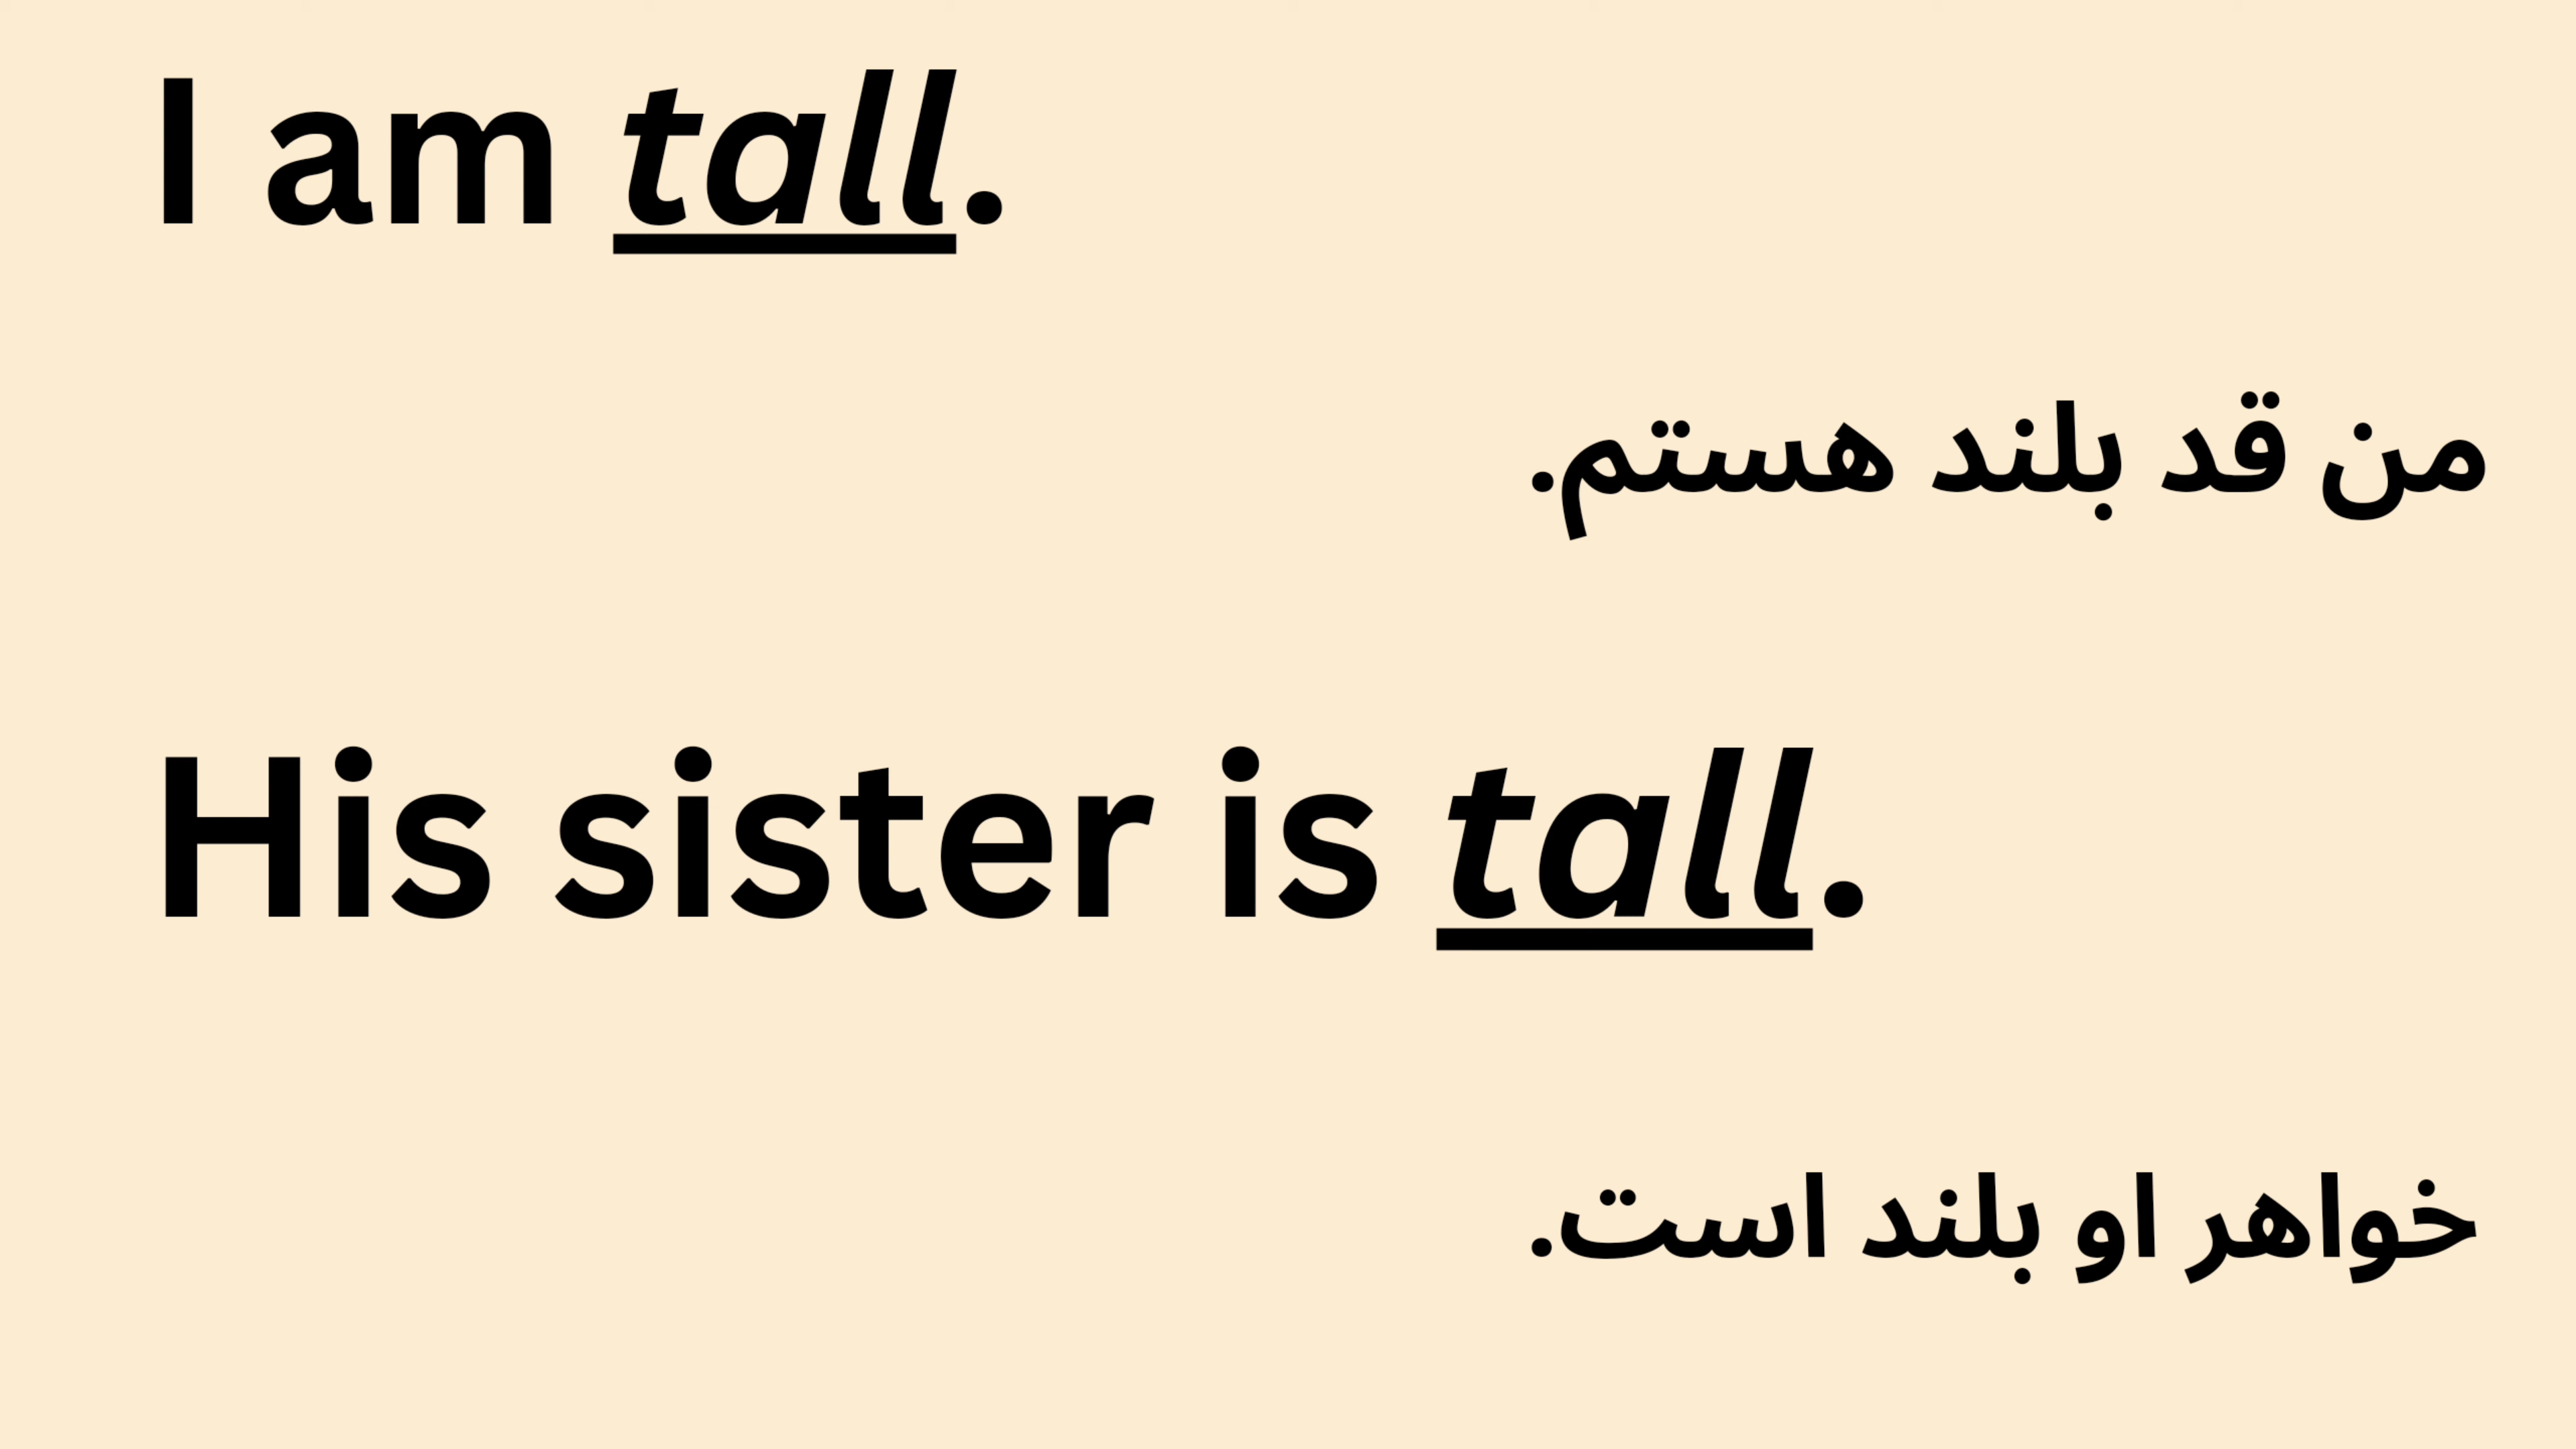 I am tall.
من قد بلند هستم.
His sister is tall.
خواهر او بلند است.